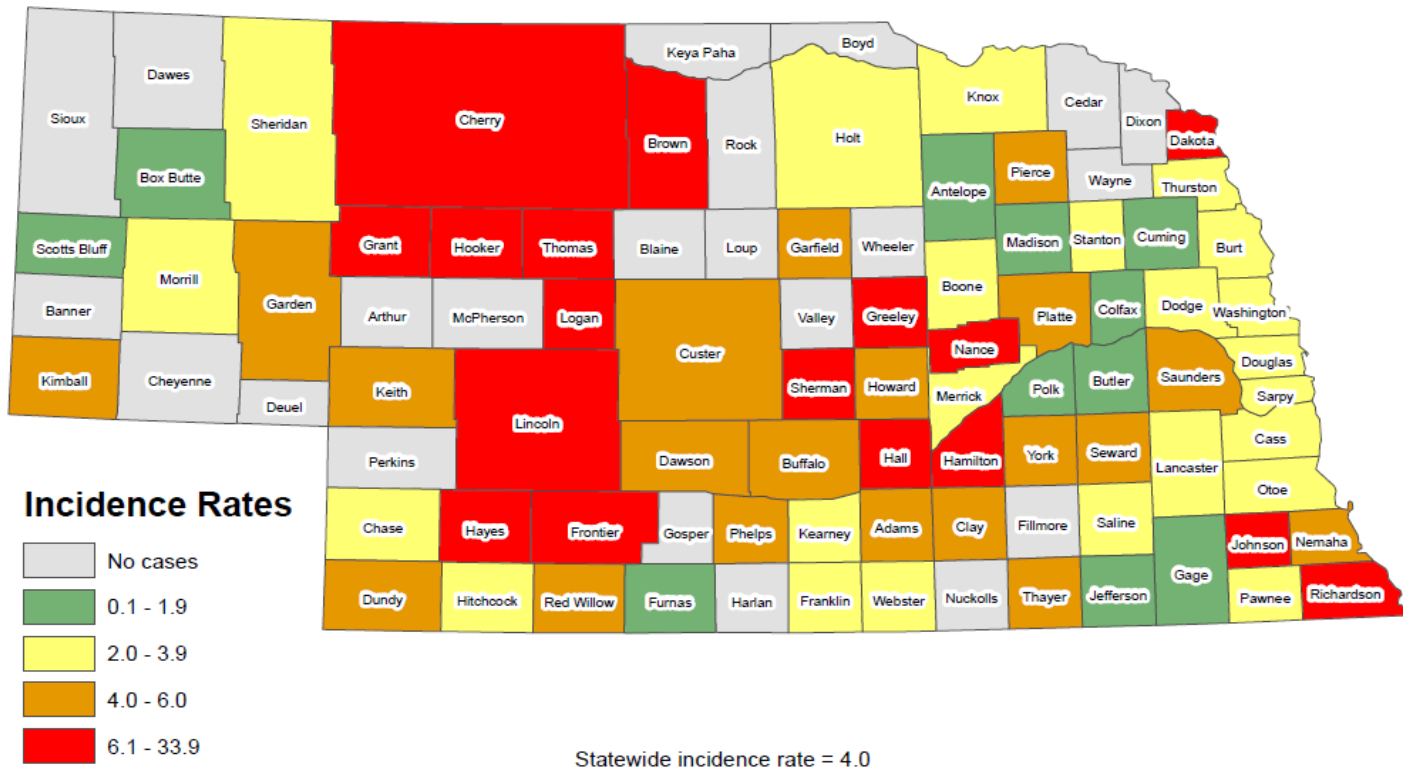 Keya Paha
Boyd
Dawes
Knox
Cedar
Sioux
Sheridan
Cherry
Brown
Rock
Holt
Dixon
Dakota
Box Butte
Antelope
Pierce
Wayne
Thurston
Scotts Bluff
Grant
Hooker
Thomas
Blaine
Loup
Garfield
Wheeler
Madison
Stanton
Cuming
Burt
Morrill
Garden
Boone
Banner
Arthur
McPherson
Logan
Valley
Greeley
Platte
Colfax
Dodge
Washington
Custer
Nance
Kimball
Cheyenne
Deuel
Keith
Sherman
Howard
Merrick
Polk
Butler
Saunders
Douglas
Sarpy
Lincoln
Perkins
Dawson
Buffalo
Hall
Hamilton
York
Seward
Lancaster
Cass
Otoe
Chase
Hayes
Frontier
Gosper
Phelps
Kearney
Adams
Clay
Fillmore
Saline
Gage
Johnson
Nemaha
Dundy
Hitchcock
Red Willow
Furnas
Harlan
Franklin
Webster
Nuckolls
Thayer
Jefferson
Pawnee
Richardson
Incidence Rates
No cases
0.1 - 1.9
2.0 - 3.9
4.0 - 6.0
6.1 - 33.9
Statewide incidence rate = 4.0